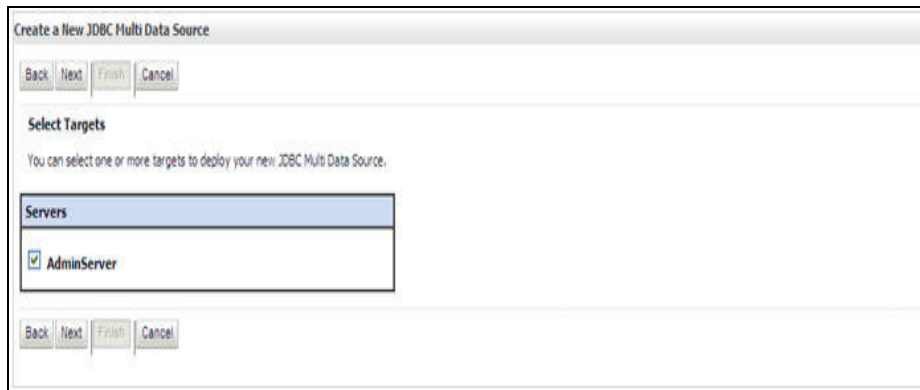 Create a New JDBC Multi Data Source
Back Next Finish Cancel
Select Targets
You can select one or more targets to deploy your new JDBC Multi Data Source.
Servers
AdminServer
Back Next Finish Cancel